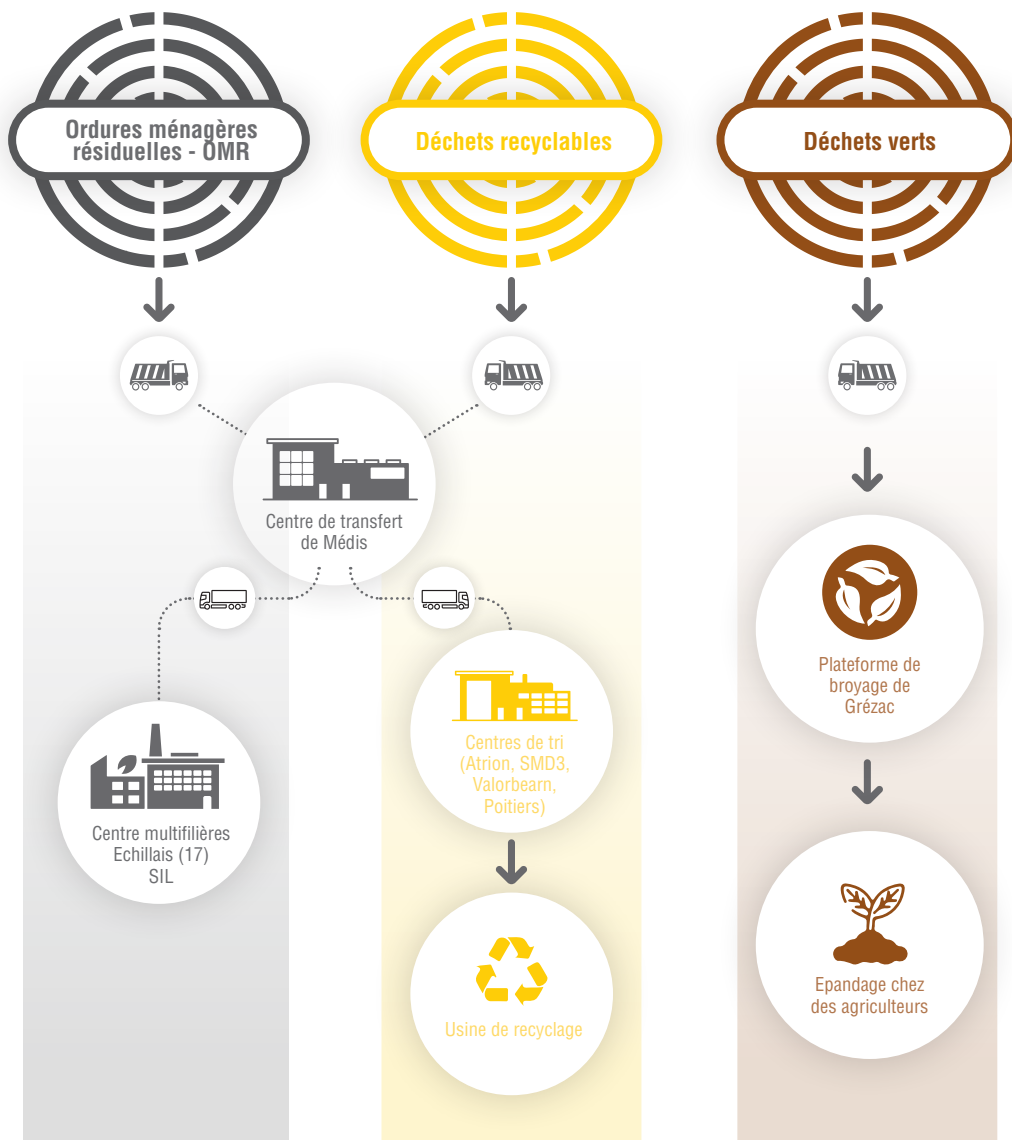 Ordures ménagères
résiduelles - OMR
Déchets recyclables
Déchets verts
Centre de transfert
de Médis
Centre multifilières
Echillais (17)
SIL
Centres de tri
(Atrion, SMD3,
Valorbearn,
Poitiers)
Usine de recyclage
Plateforme de
broyage de
Grézac
Epandage chez
des agriculteurs